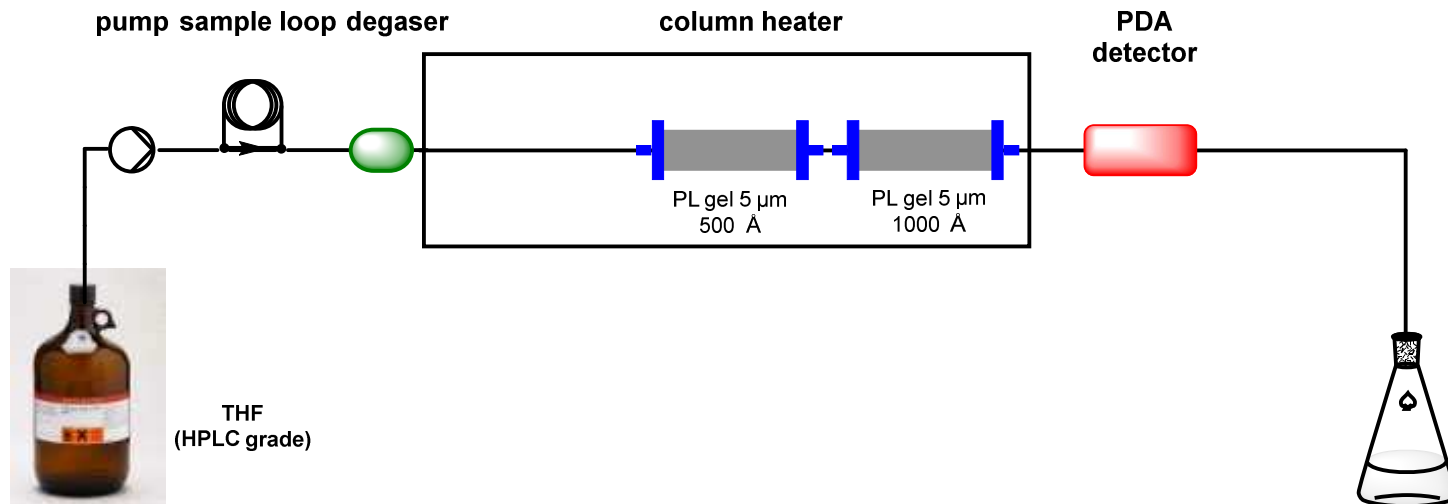 pump sample loop degaser
column heater
PDA
detector
PL gel 5 µm
500 Å
PL gel 5 µm
1000 Å
THF
(HPLC grade)